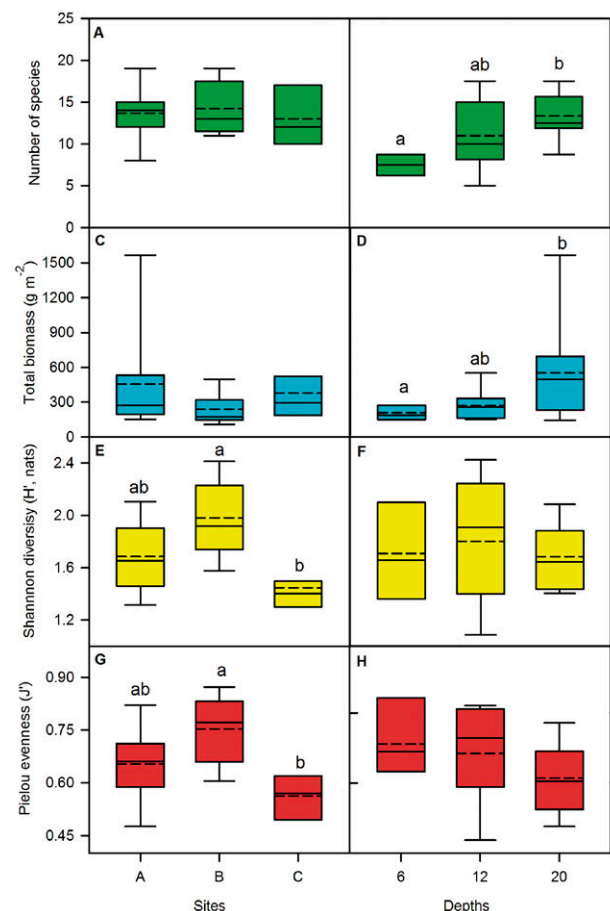 A
Number of species
25
20
15
10
5
0
a
ab
b
C
D
Total biomass (g m⁻²)
1500
1200
900
600
300
0
a
ab
b
E
F
Shannnon diversisy (H', nats)
2.4
2.0
1.6
1.2
ab
a
b
G
H
Pielou evenness (J')
0.90
0.75
0.60
0.45
ab
a
b
A B C
6 12 20
Sites
Depths